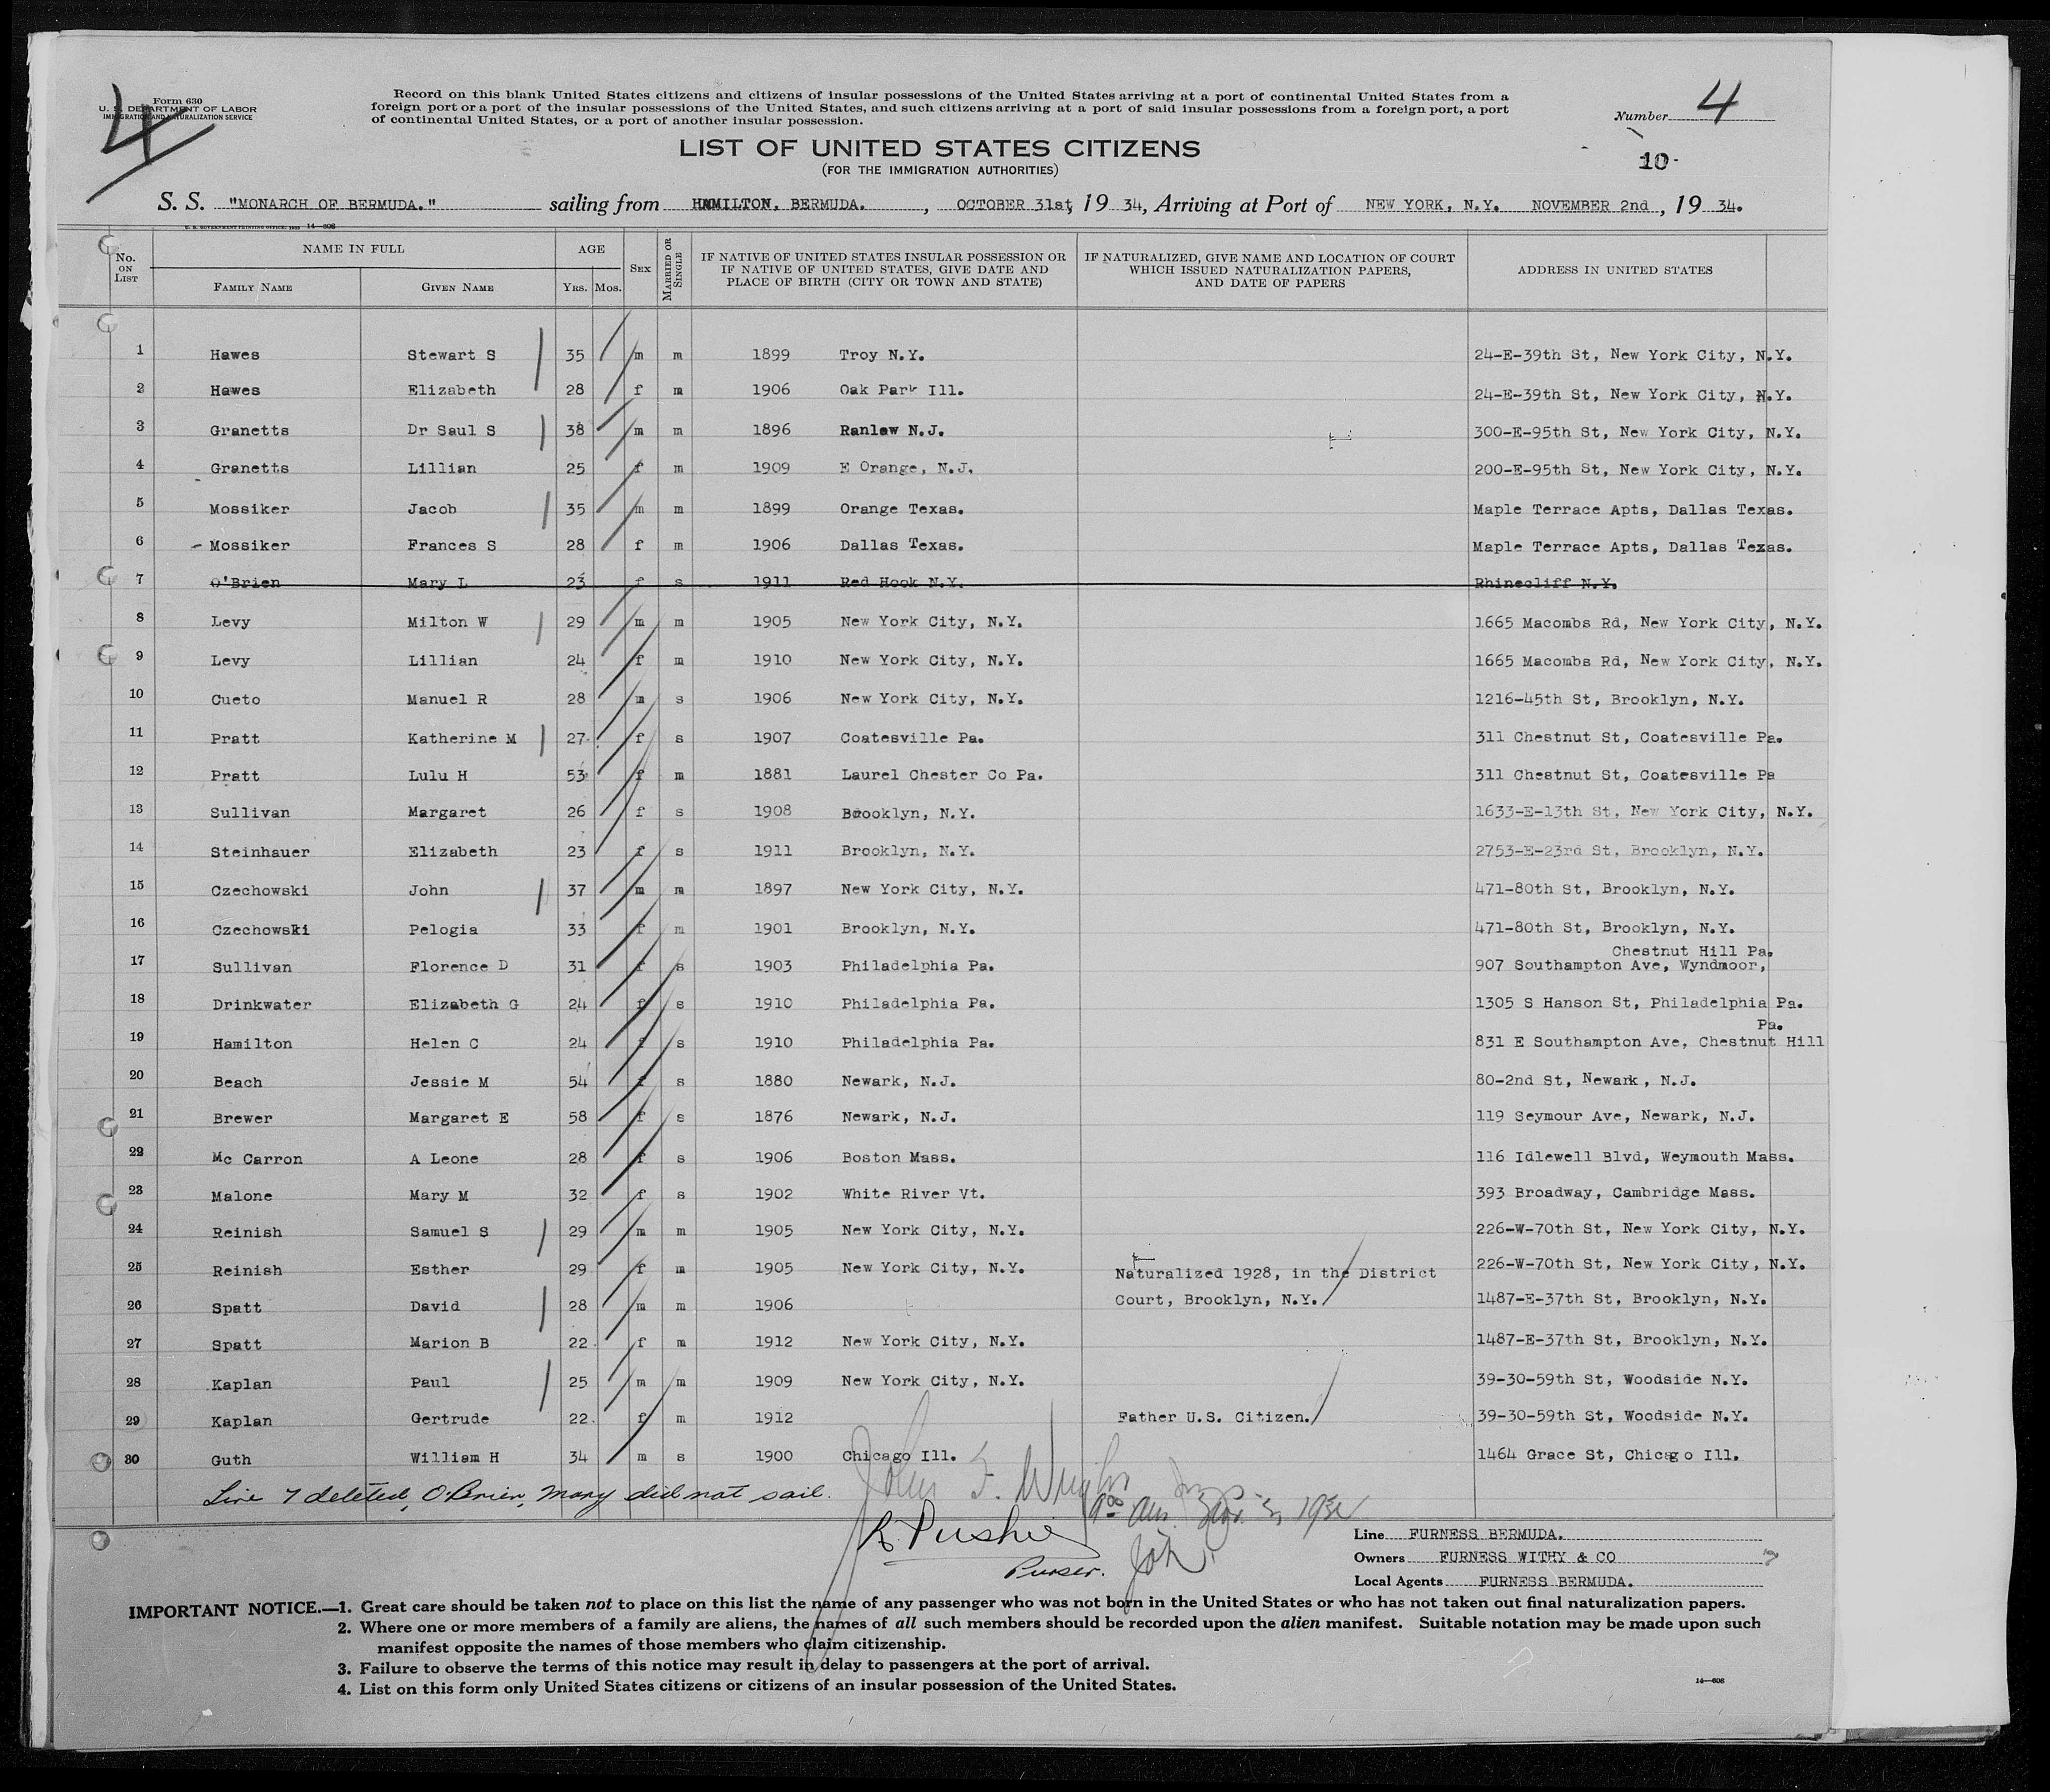 4
Form 630
U. S. DEPARTMENT OF LABOR
IMMIGRATION AND NATURALIZATION SERVICE
Record on this blank United States citizens and citizens of insular possessions of the United States arriving at a port of continental United States from a
foreign port or a port of the insular possessions of the United States, and such citizens arriving at a port of said insular possessions from a foreign port, a port
of continental United States, or a port of another insular possession.
Number 4
10
LIST OF UNITED STATES CITIZENS
(FOR THE IMMIGRATION AUTHORITIES)
S. S. "MONARCH OF BERMUDA." sailing from HAMILTON, BERMUDA. , OCTOBER 31st, 19 34, Arriving at Port of NEW YORK, N.Y. NOVEMBER 2nd , 19 34.
U. S. GOVERNMENT PRINTING OFFICE: 14—608
No. ON LIST NAME IN FULL FAMILY NAME GIVEN NAME AGE YRS. MOS. SEX MARRIED OR SINGLE IF NATIVE OF UNITED STATES INSULAR POSSESSION OR IF NATIVE OF UNITED STATES, GIVE DATE AND PLACE OF BIRTH (CITY OR TOWN AND STATE) IF NATURALIZED, GIVE NAME AND LOCATION OF COURT WHICH ISSUED NATURALIZATION PAPERS, AND DATE OF PAPERS ADDRESS IN UNITED STATES
1 Hawes Stewart S 35 m m 1899 Troy N.Y. 24-E-39th St, New York City, N.Y.
2 Hawes Elizabeth 28 f m 1906 Oak Park Ill. 24-E-39th St, New York City, N.Y.
3 Granetts Dr Saul S 38 m m 1896 Ranlew N.J. 300-E-95th St, New York City, N.Y.
4 Granetts Lillian 25 f m 1909 E Orange, N.J. 200-E-95th St, New York City, N.Y.
5 Mossiker Jacob 35 m m 1899 Orange Texas. Maple Terrace Apts, Dallas Texas.
6 Mossiker Frances S 28 f m 1906 Dallas Texas. Maple Terrace Apts, Dallas Texas.
7 O'Brien Mary L 23 f s 1911 Red Hook N.Y. Rhinecliff N.Y.
8 Levy Milton W 29 m m 1905 New York City, N.Y. 1665 Macombs Rd, New York City, N.Y.
9 Levy Lillian 24 f m 1910 New York City, N.Y. 1665 Macombs Rd, New York City, N.Y.
10 Cueto Manuel R 28 m s 1906 New York City, N.Y. 1216-45th St, Brooklyn, N.Y.
11 Pratt Katherine M 27 f s 1907 Coatesville Pa. 311 Chestnut St, Coatesville Pa.
12 Pratt Lulu H 53 f m 1881 Laurel Chester Co Pa. 311 Chestnut St, Coatesville Pa
13 Sullivan Margaret 26 f s 1908 Brooklyn, N.Y. 1633-E-13th St, New York City, N.Y.
14 Steinhauer Elizabeth 23 f s 1911 Brooklyn, N.Y. 2753-E-23rd St, Brooklyn, N.Y.
15 Czechowski John 37 m m 1897 New York City, N.Y. 471-80th St, Brooklyn, N.Y.
16 Czechowski Pelogia 33 f m 1901 Brooklyn, N.Y. 471-80th St, Brooklyn, N.Y.
Chestnut Hill Pa.
17 Sullivan Florence D 31 f s 1903 Philadelphia Pa. 907 Southampton Ave, Wyndmoor,
18 Drinkwater Elizabeth G 24 f s 1910 Philadelphia Pa. 1305 S Hanson St, Philadelphia Pa.
Pa.
19 Hamilton Helen C 24 f s 1910 Philadelphia Pa. 831 E Southampton Ave, Chestnut Hill
20 Beach Jessie M 54 f s 1880 Newark, N.J. 80-2nd St, Newark, N.J.
21 Brewer Margaret E 58 f s 1876 Newark, N.J. 119 Seymour Ave, Newark, N.J.
22 Mc Carron A Leone 28 f s 1906 Boston Mass. 116 Idlewell Blvd, Weymouth Mass.
23 Malone Mary M 32 f s 1902 White River Vt. 393 Broadway, Cambridge Mass.
24 Reinish Samuel S 29 m m 1905 New York City, N.Y. 226-W-70th St, New York City, N.Y.
25 Reinish Esther 29 f m 1905 New York City, N.Y. 226-W-70th St, New York City, N.Y.
Naturalized 1928, in the District
26 Spatt David 28 m m 1906 Court, Brooklyn, N.Y. 1487-E-37th St, Brooklyn, N.Y.
27 Spatt Marion B 22 f m 1912 New York City, N.Y. 1487-E-37th St, Brooklyn, N.Y.
28 Kaplan Paul 25 m m 1909 New York City, N.Y. 39-30-59th St, Woodside N.Y.
29 Kaplan Gertrude 22 f m 1912 Father U.S. Citizen. 39-30-59th St, Woodside N.Y.
30 Guth William H 34 m s 1900 Chicago Ill. 1464 Grace St, Chicago Ill.
Line 7 deleted, O'Brien, Mary did not sail.
Purser.
Line FURNESS BERMUDA.
Owners FURNESS WITHY & CO
Local Agents FURNESS BERMUDA.
IMPORTANT NOTICE.—1. Great care should be taken not to place on this list the name of any passenger who was not born in the United States or who has not taken out final naturalization papers.
2. Where one or more members of a family are aliens, the names of all such members should be recorded upon the alien manifest. Suitable notation may be made upon such
manifest opposite the names of those members who claim citizenship.
3. Failure to observe the terms of this notice may result in delay to passengers at the port of arrival.
4. List on this form only United States citizens or citizens of an insular possession of the United States.
14—608